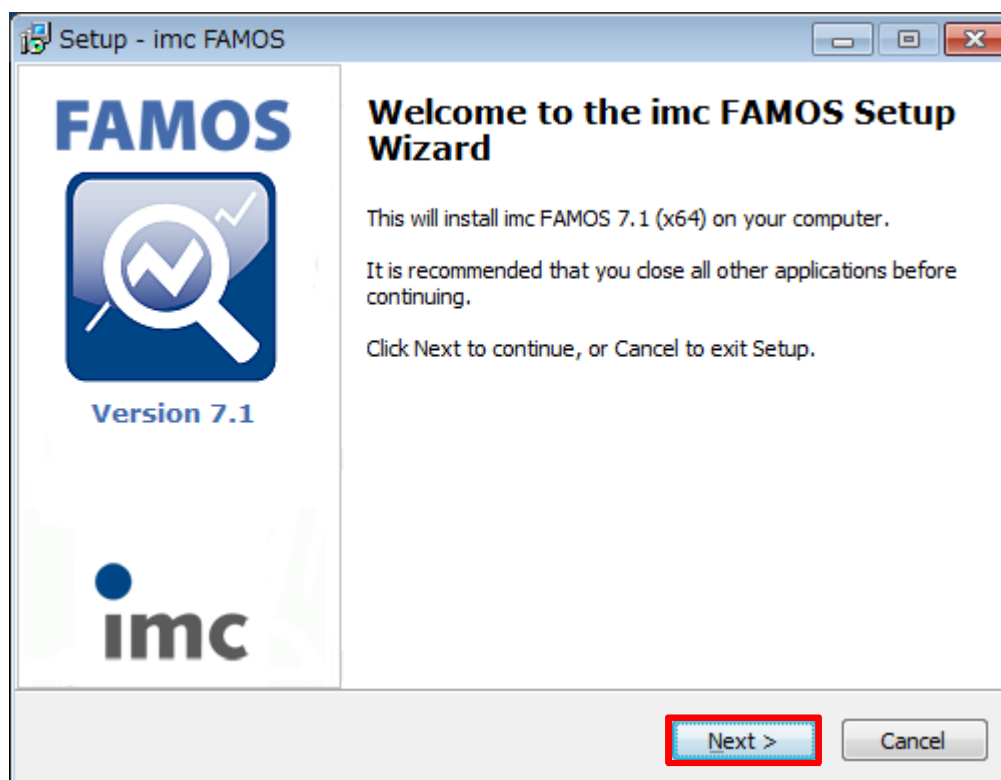 Setup - imc FAMOS
FAMOS
Version 7.1
imc
Welcome to the imc FAMOS Setup
Wizard
This will install imc FAMOS 7.1 (x64) on your computer.
It is recommended that you close all other applications before
continuing.
Click Next to continue, or Cancel to exit Setup.
Next >
Cancel